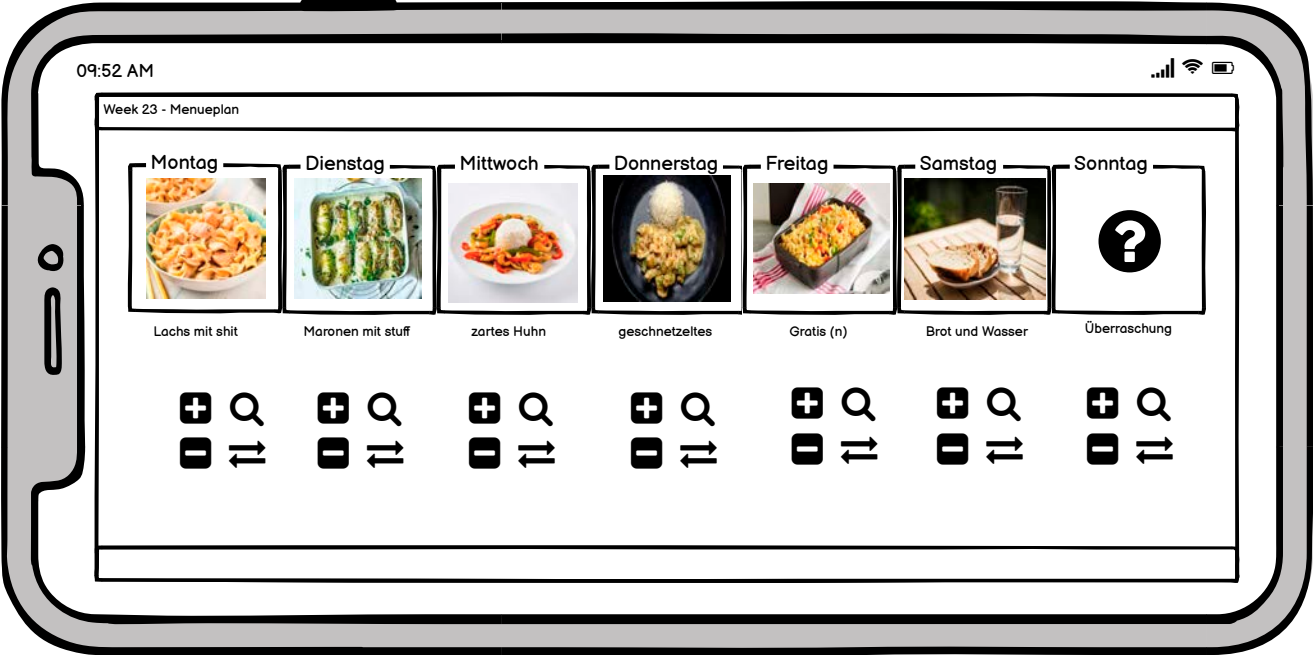 09:52 AM
Week 23 - Menueplan
Montag
Dienstag
Mittwoch
Donnerstag
Freitag
Samstag
Sonntag
Lachs mit shit
Maronen mit stuff
zartes Huhn
geschnetzeltes
Gratis (n)
Brot und Wasser
Überraschung